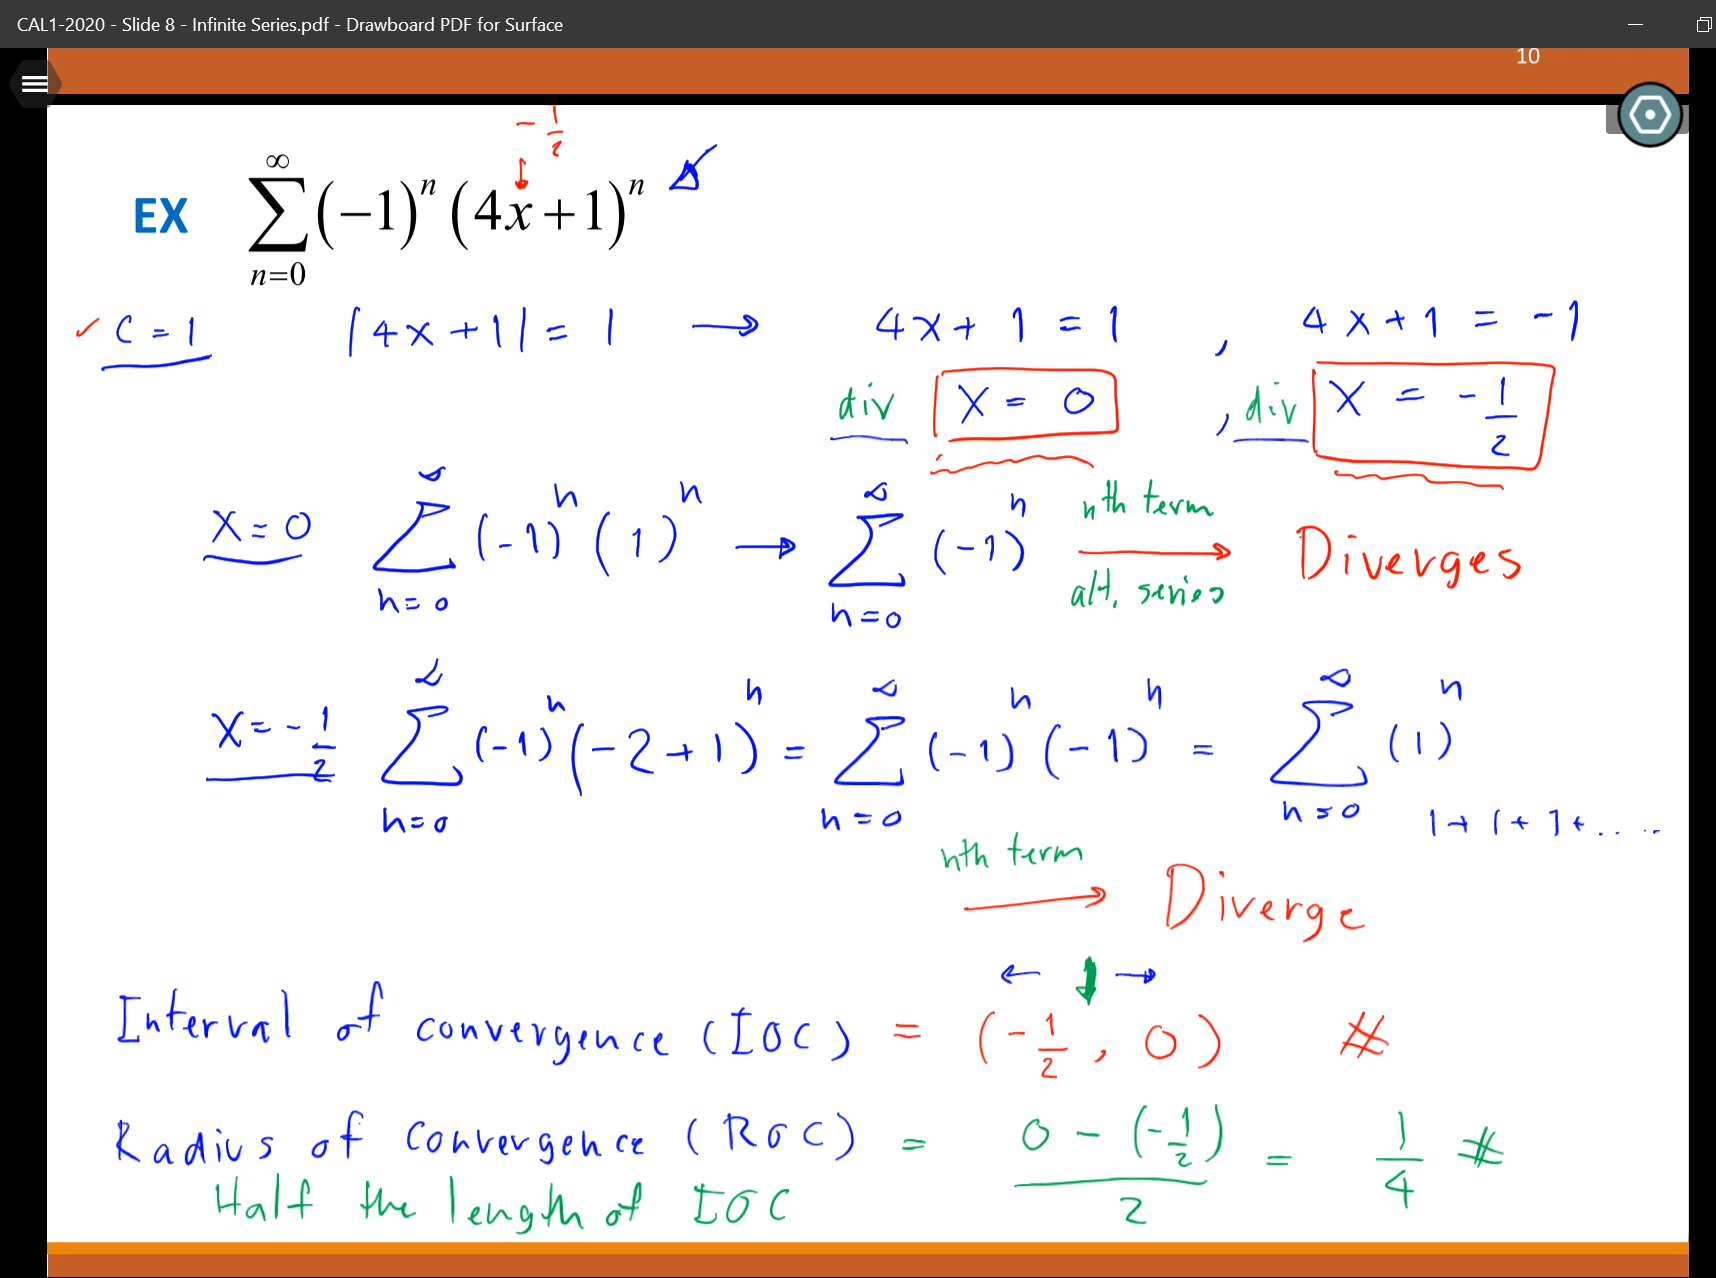 CAL1-2020 - Slide 8 - Infinite Series.pdf - Drawboard PDF for Surface
10
- 1/2
EX ∑_{n=0}^{∞} (−1)^n (4x+1)^n
✓ C = 1 |4x+1| = 1 → 4x+1 = 1 , 4x+1 = -1
div x = 0 , div x = - 1/2
x = 0 ∑_{n=0}^{∞} (-1)^n (1)^n → ∑_{n=0}^{∞} (-1)^n nth term alt. series → Diverges
x = - 1/2 ∑_{n=0}^{∞} (-1)^n (-2+1)^n = ∑_{n=0}^{∞} (-1)^n (-1)^n = ∑_{n=0}^{∞} (1)^n
1 + 1 + 1 + .....
nth term → Diverge
← ↓ →
Interval of convergence (IOC) = (- 1/2 , 0) #
Radius of convergence (ROC) = (0 - (- 1/2))/2 = 1/4 #
Half the length of IOC